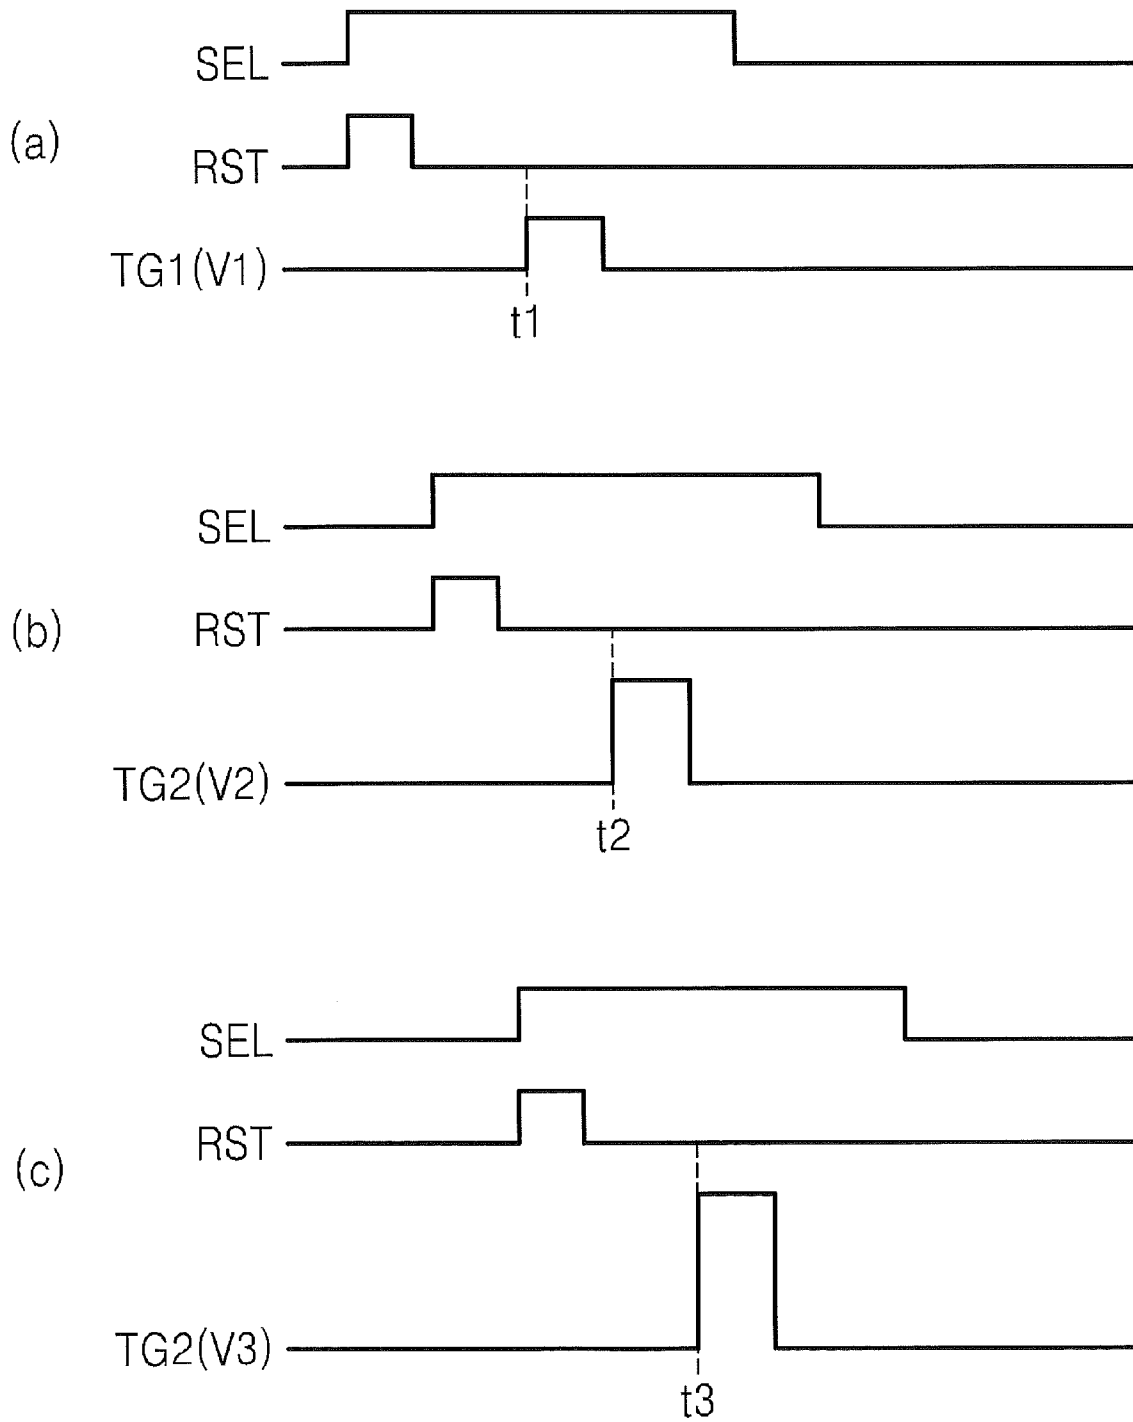 SEL
(a)
RST
TG1(V1)
t1
SEL
(b)
RST
TG2(V2)
t2
SEL
RST
(c)
TG2(V3)
t3